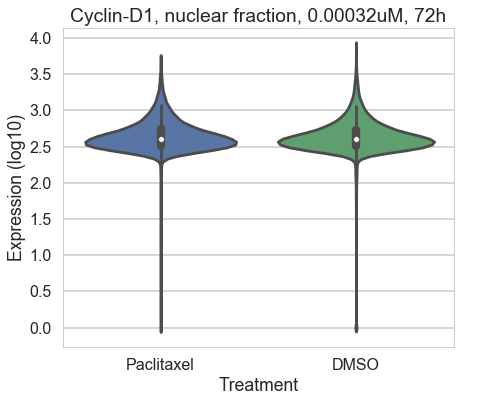 Cyclin-D1, nuclear fraction, 0.00032uM, 72h
Expression (log10)
4.0
3.5
3.0
2.5
2.0
1.5
1.0
0.5
0.0
Paclitaxel DMSO
Treatment